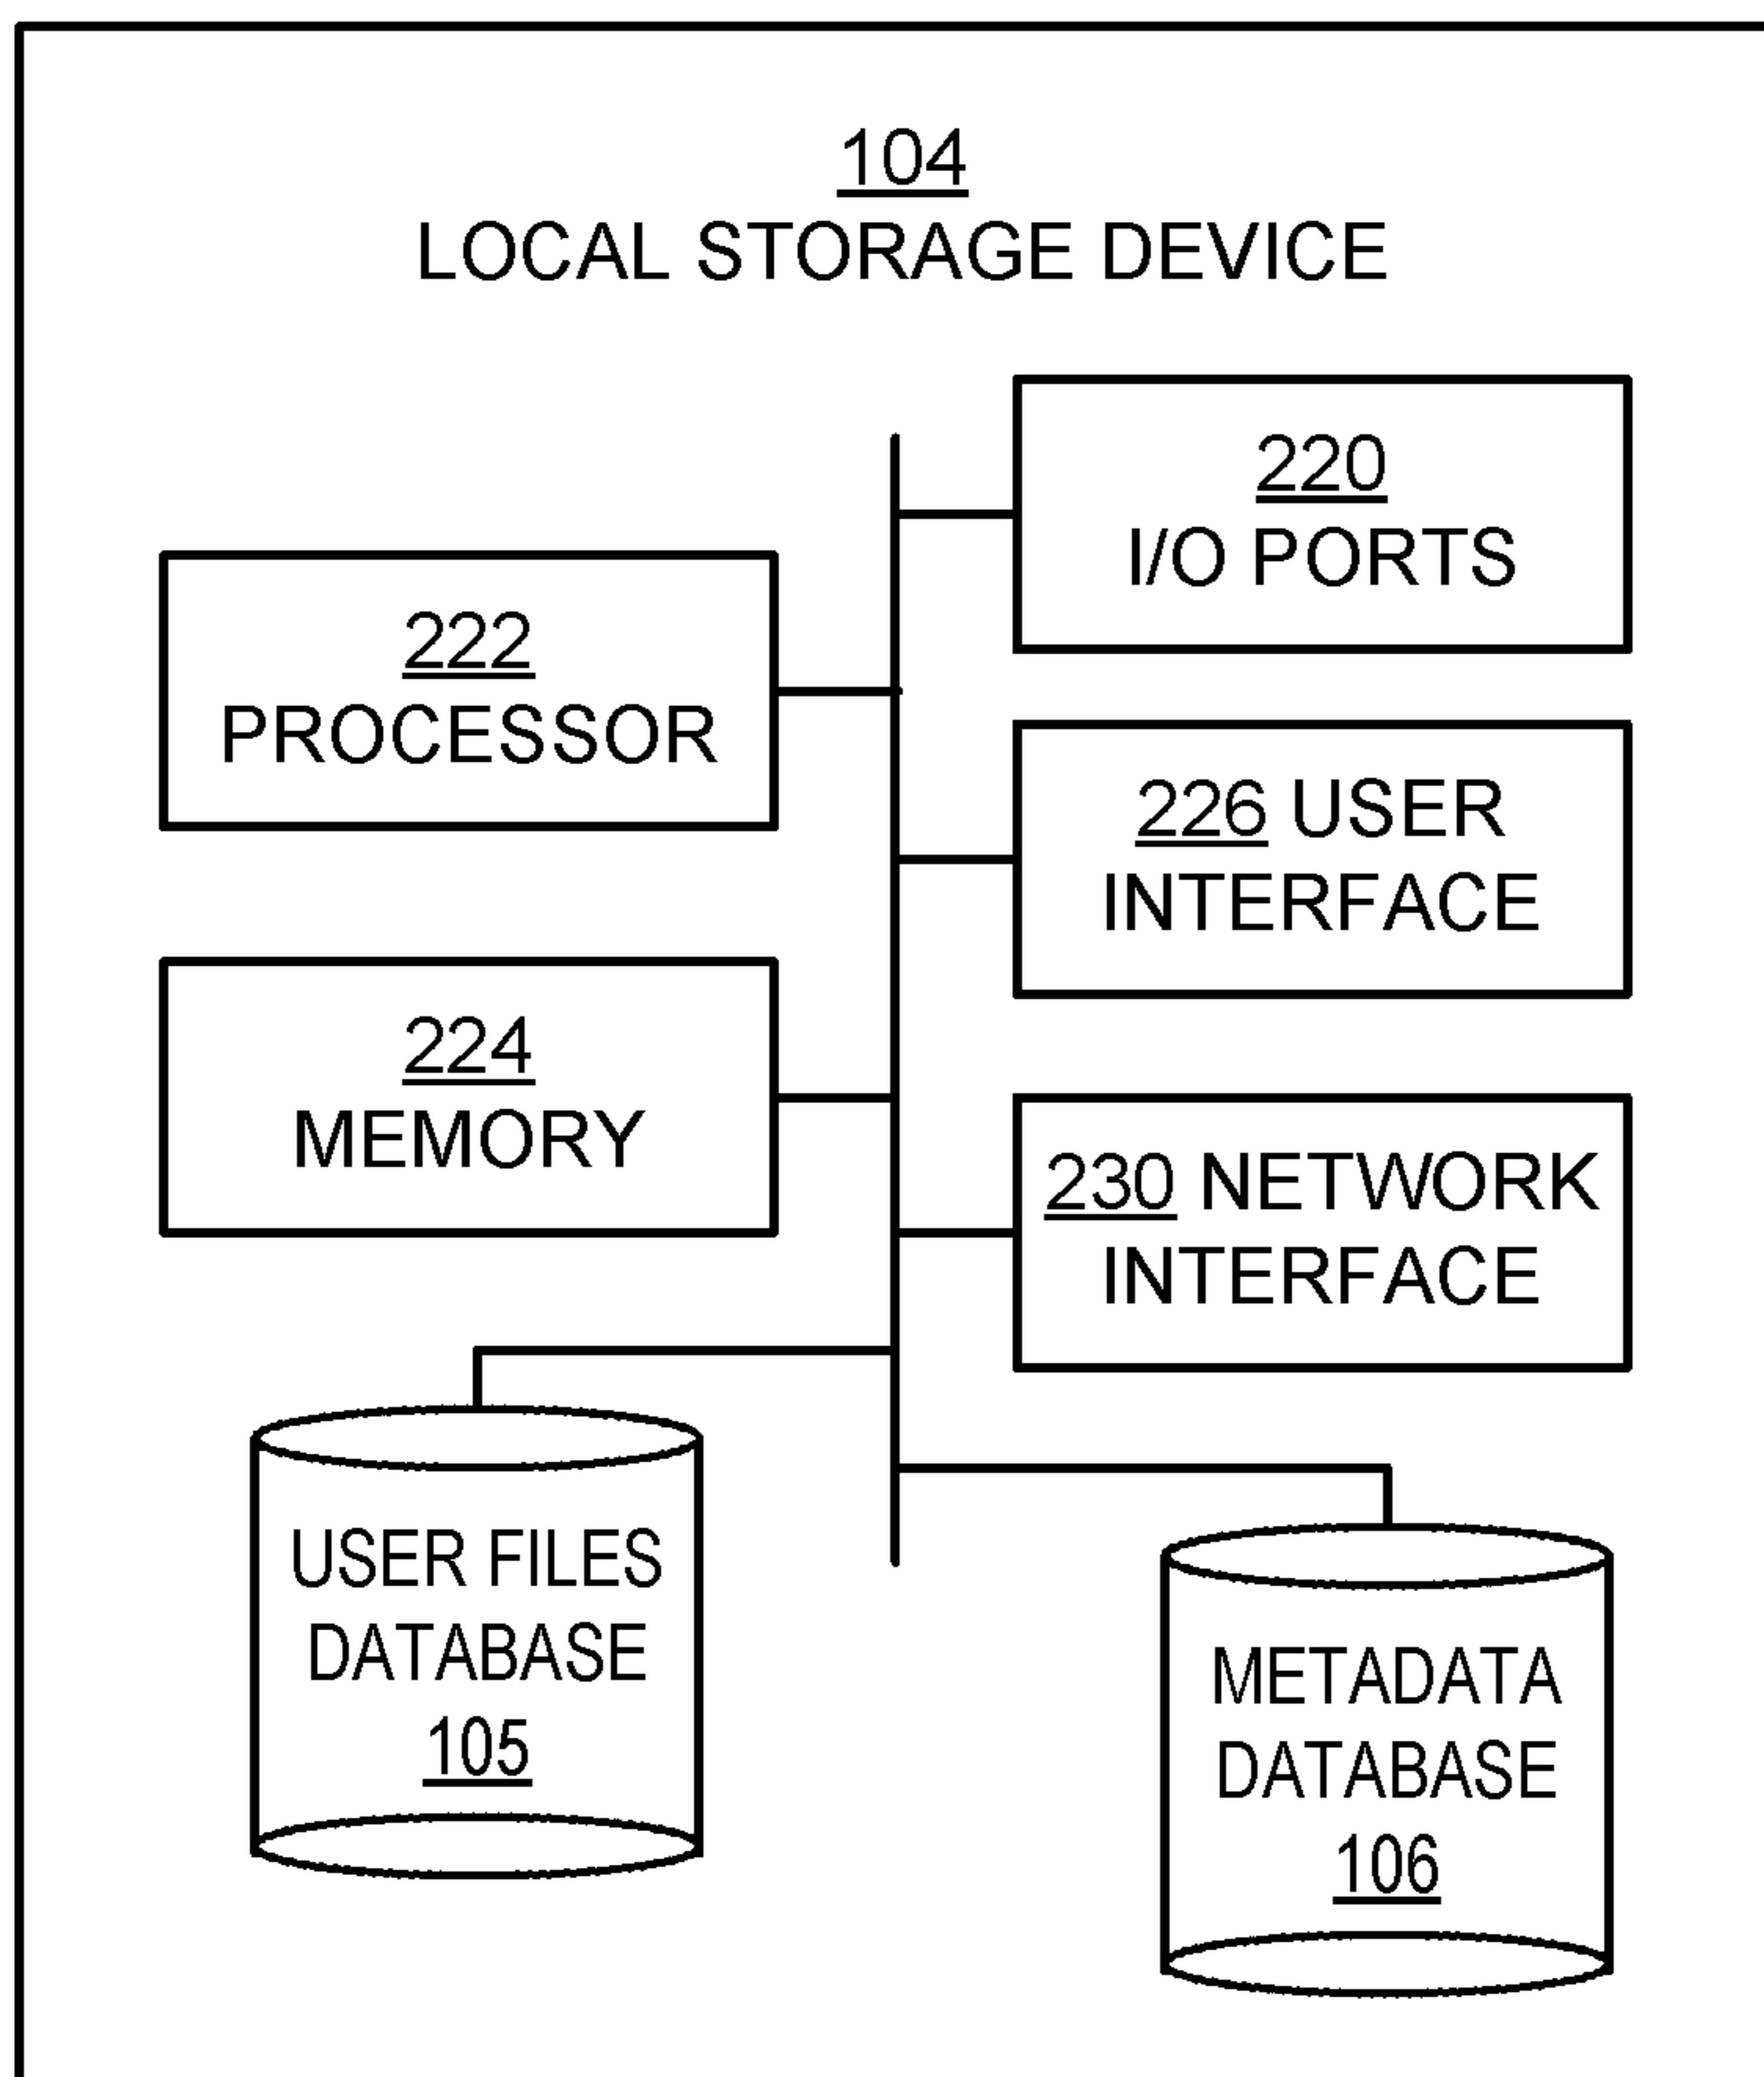 104
LOCAL STORAGE DEVICE
220
I/O PORTS
222
PROCESSOR
226 USER
INTERFACE
224
MEMORY
230 NETWORK
INTERFACE
USER FILES
DATABASE
105
METADATA
DATABASE
106